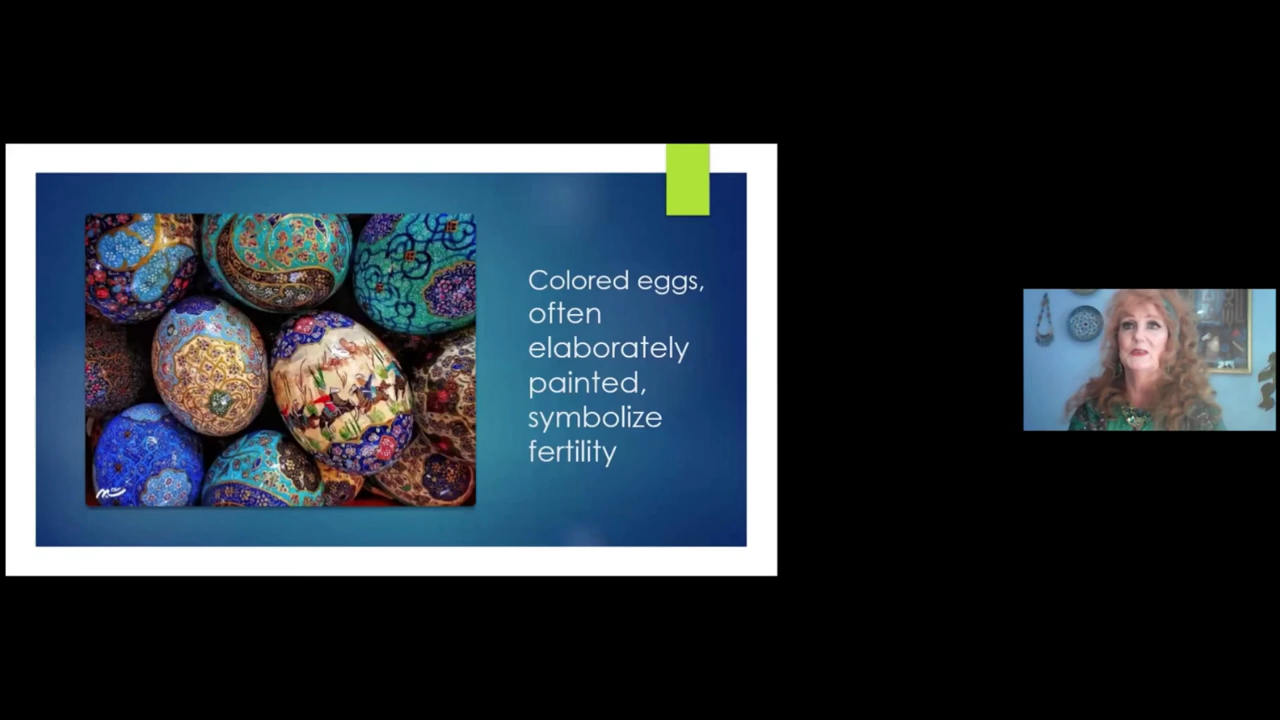 Colored eggs,
often
elaborately
painted,
symbolize
fertility